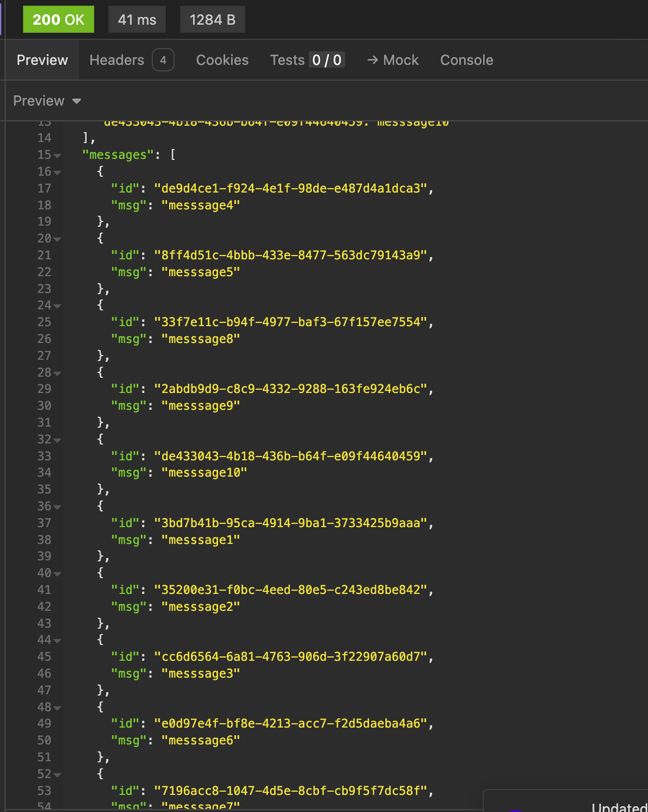 200 OK 41 ms 1284 B
Preview Headers 4 Cookies Tests 0 / 0 → Mock Console
Preview
13 de433043-4b18-436b-b64f-e09f44640459: messsage10
14 ],
15 "messages": [
16 {
17 "id": "de9d4ce1-f924-4e1f-98de-e487d4a1dca3",
18 "msg": "messsage4"
19 },
20 {
21 "id": "8ff4d51c-4bbb-433e-8477-563dc79143a9",
22 "msg": "messsage5"
23 },
24 {
25 "id": "33f7e11c-b94f-4977-baf3-67f157ee7554",
26 "msg": "messsage8"
27 },
28 {
29 "id": "2abdb9d9-c8c9-4332-9288-163fe924eb6c",
30 "msg": "messsage9"
31 },
32 {
33 "id": "de433043-4b18-436b-b64f-e09f44640459",
34 "msg": "messsage10"
35 },
36 {
37 "id": "3bd7b41b-95ca-4914-9ba1-3733425b9aaa",
38 "msg": "messsage1"
39 },
40 {
41 "id": "35200e31-f0bc-4eed-80e5-c243ed8be842",
42 "msg": "messsage2"
43 },
44 {
45 "id": "cc6d6564-6a81-4763-906d-3f22907a60d7",
46 "msg": "messsage3"
47 },
48 {
49 "id": "e0d97e4f-bf8e-4213-acc7-f2d5daeba4a6",
50 "msg": "messsage6"
51 },
52 {
53 "id": "7196acc8-1047-4d5e-8cbf-cb9f5f7dc58f",
54 "msg": "messsage7"
Updated